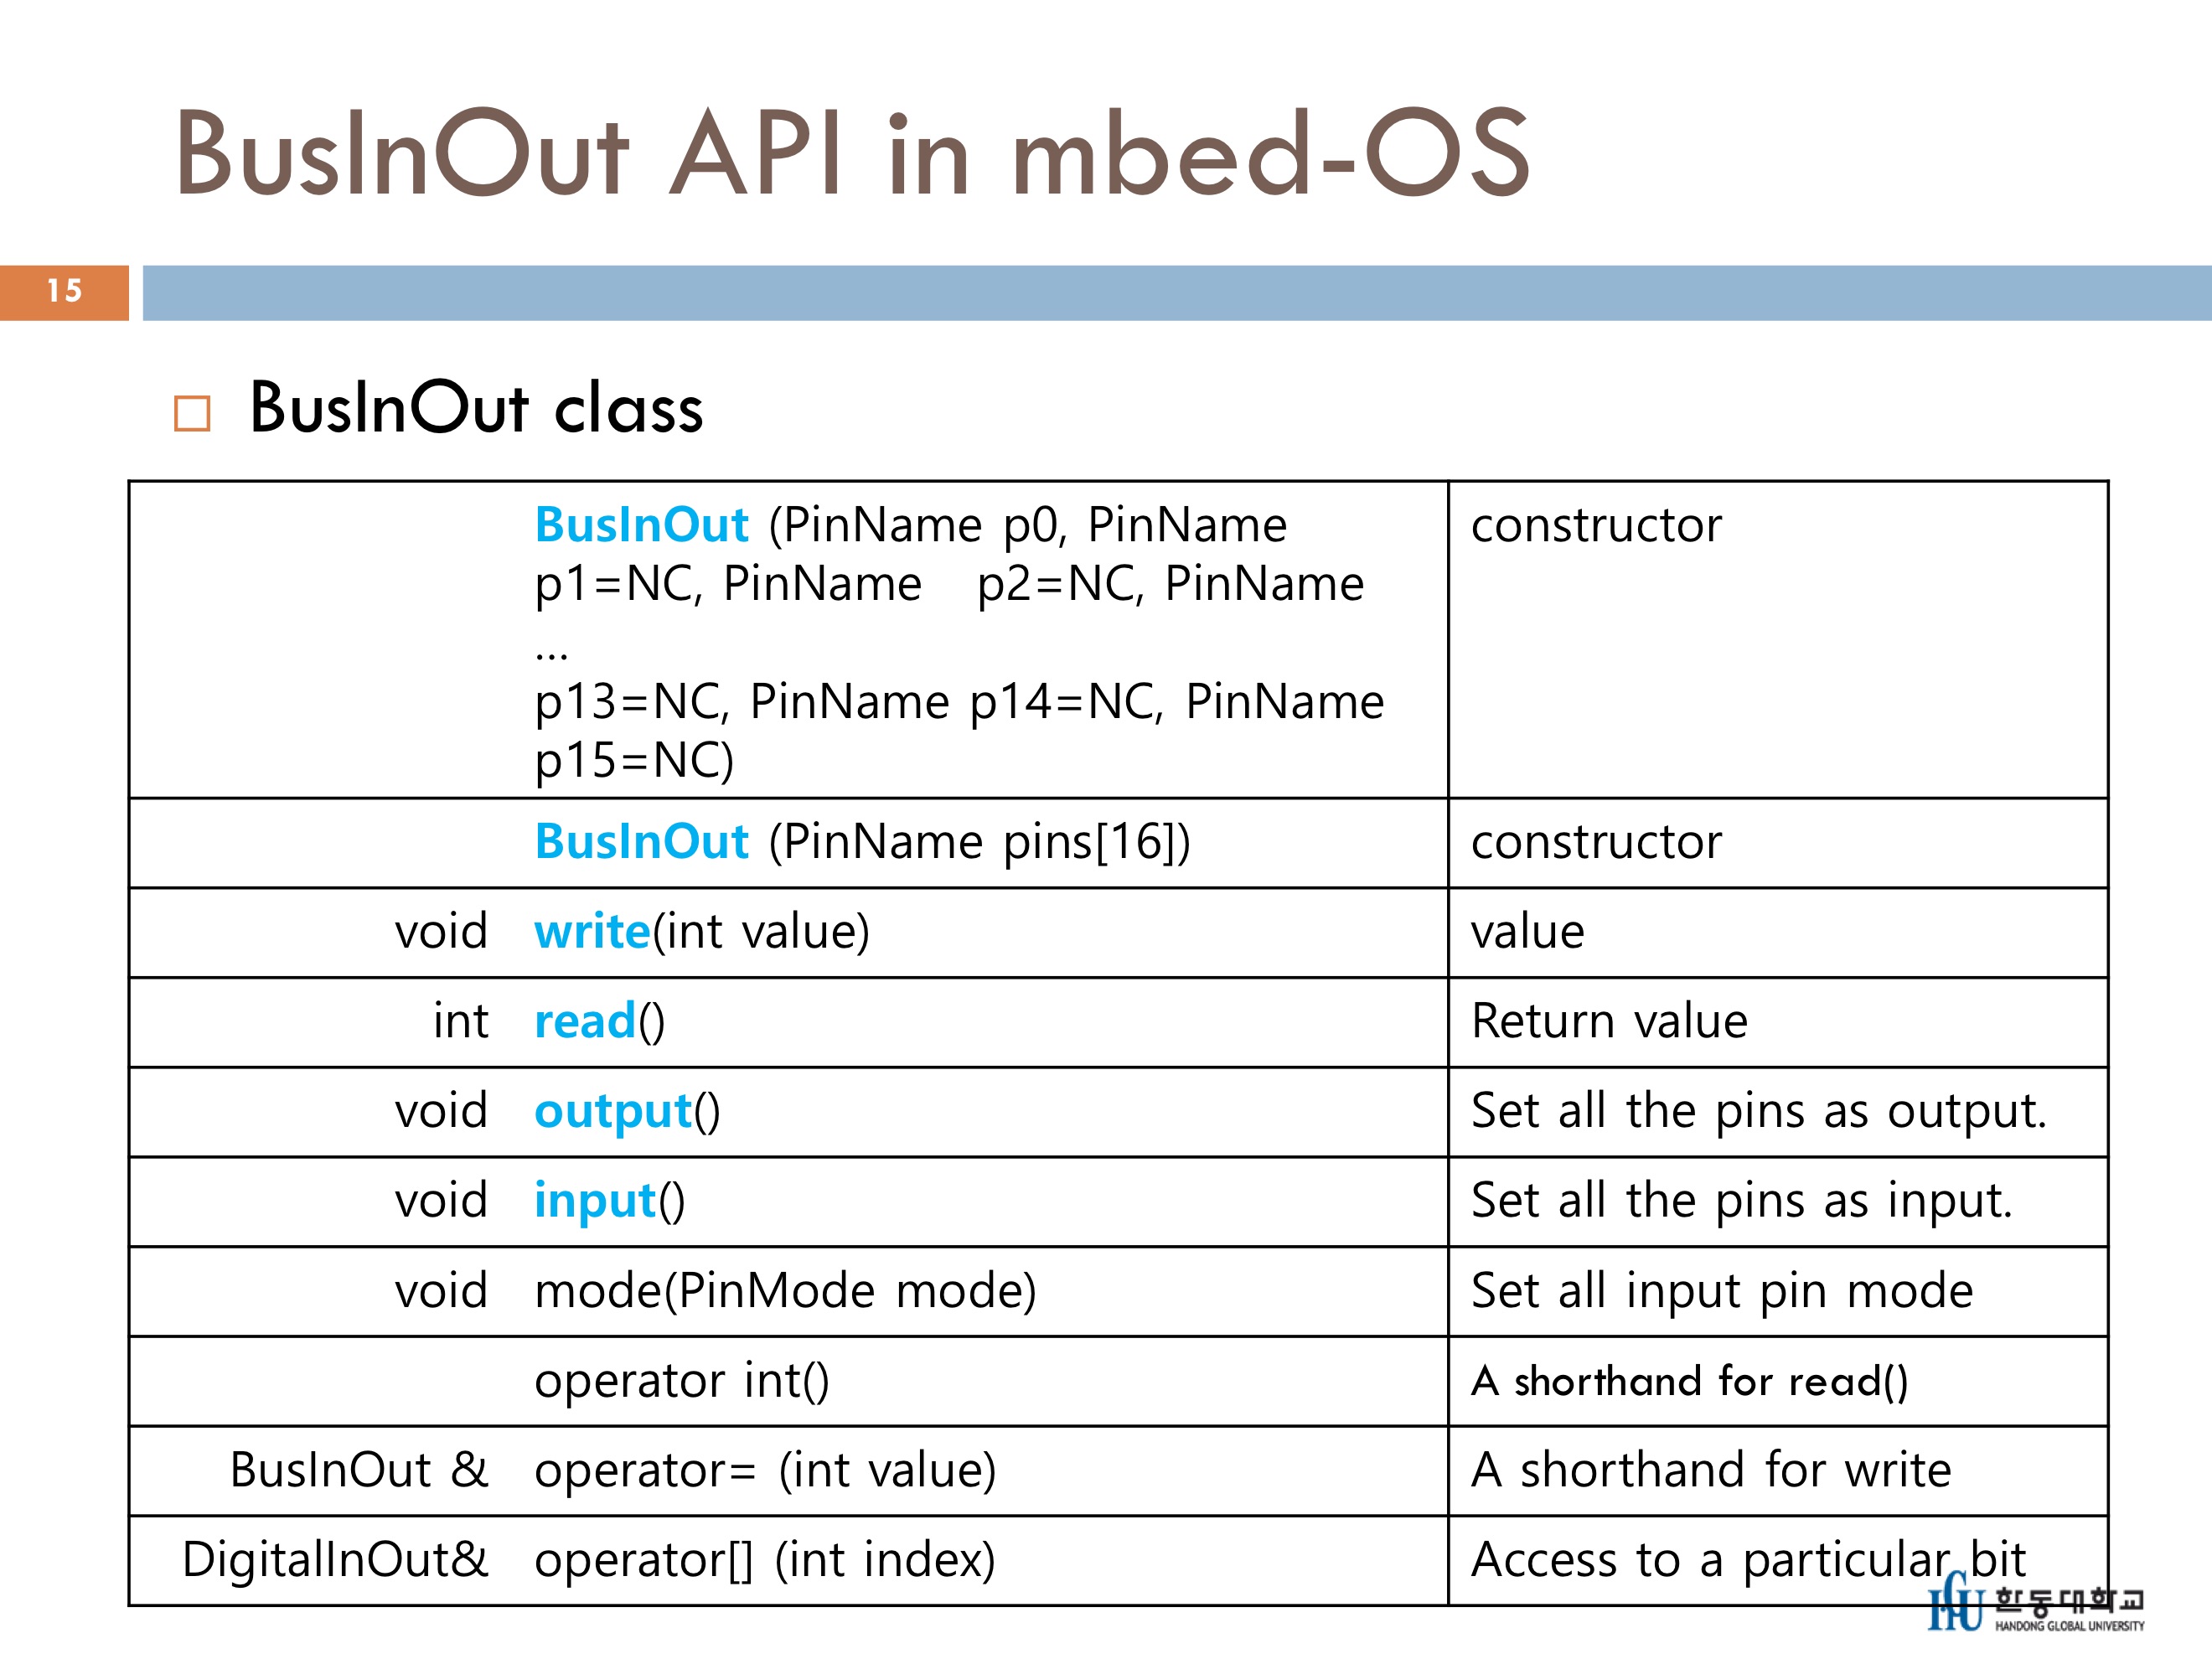 BusInOut API in mbed-OS
15
BusInOut class
BusInOut (PinName p0, PinName
p1=NC, PinName p2=NC, PinName
...
p13=NC, PinName p14=NC, PinName
p15=NC)
constructor
BusInOut (PinName pins[16])
constructor
void write(int value)
value
int read()
Return value
void output()
Set all the pins as output.
void input()
Set all the pins as input.
void mode(PinMode mode)
Set all input pin mode
operator int()
A shorthand for read()
BusInOut & operator= (int value)
A shorthand for write
DigitalInOut& operator[] (int index)
Access to a particular bit
HGU 한동대학교
HANDONG GLOBAL UNIVERSITY